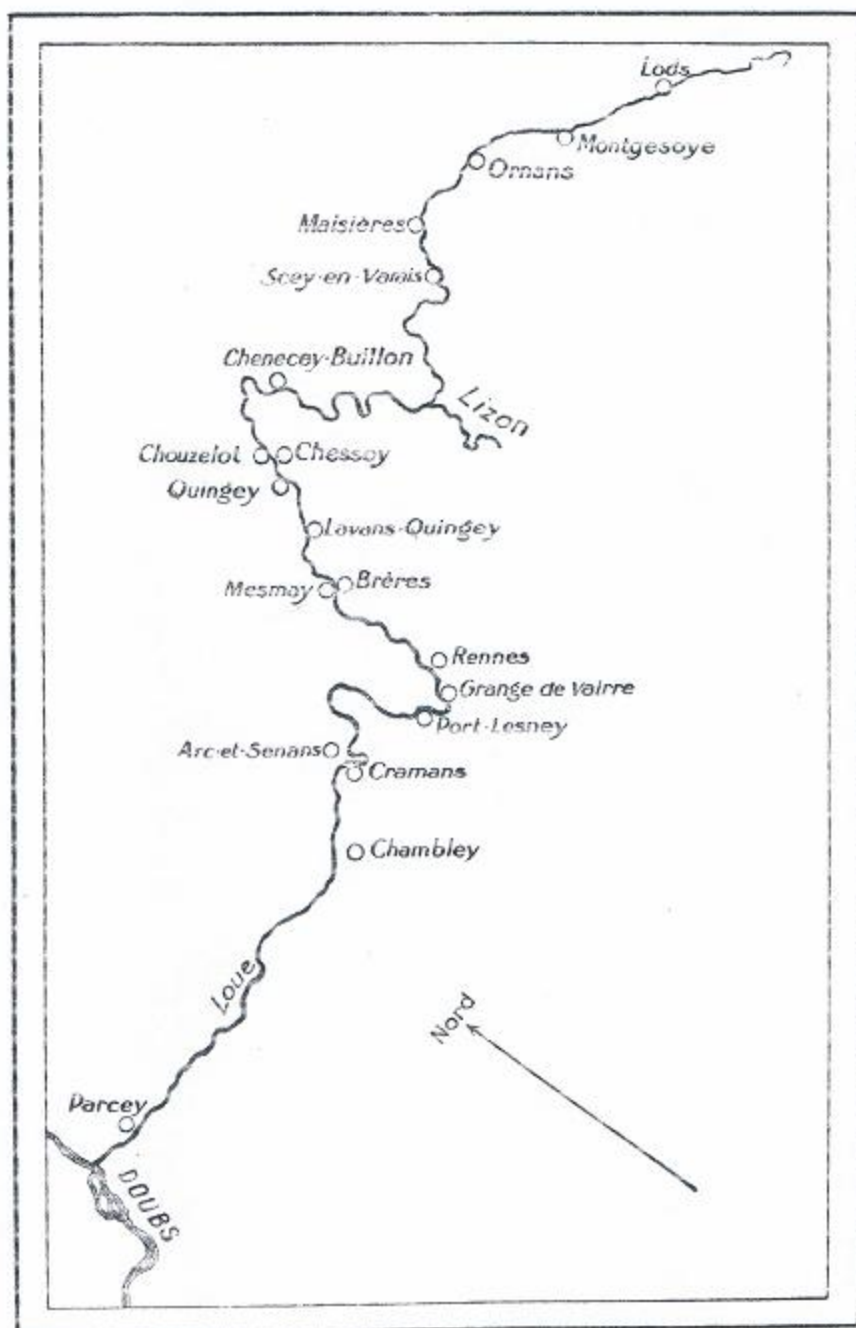 Lods
Montgesoye
Ornans
Maisières
Scey-en-Varais
Chenecey-Buillon
Lizon
Chouzelot
Chessoy
Quingey
Lavans-Quingey
Brères
Mesmay
Rennes
Grange de Vaivre
Port-Lesney
Arc-et-Senans
Cramans
Chambley
Loue
Nord
Parcey
DOUBS